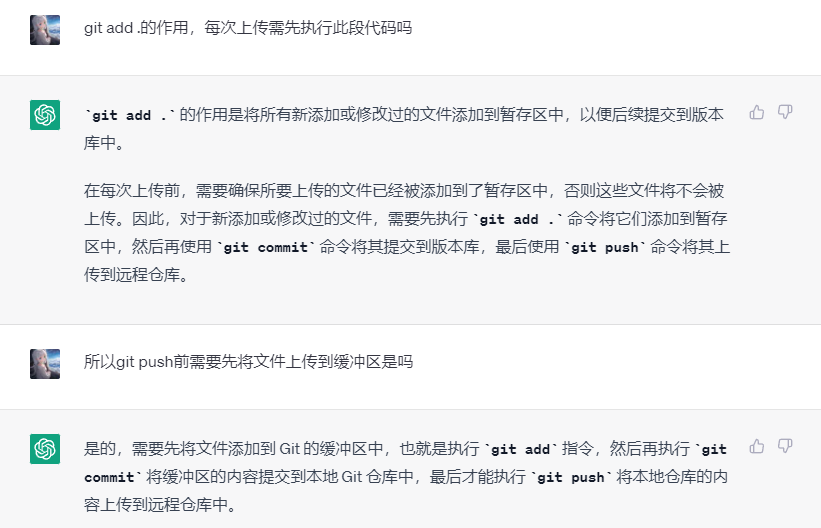 git add .的作用，每次上传需先执行此段代码吗
`git add .` 的作用是将所有新添加或修改过的文件添加到暂存区中，以便后续提交到版本
库中。
在每次上传前，需要确保所要上传的文件已经被添加到了暂存区中，否则这些文件将不会被
上传。因此，对于新添加或修改过的文件，需要先执行 `git add .` 命令将它们添加到暂存
区中，然后再使用 `git commit` 命令将其提交到版本库，最后使用 `git push` 命令将其上
传到远程仓库。
所以git push前需要先将文件上传到缓冲区是吗
是的，需要先将文件添加到 Git 的缓冲区中，也就是执行 `git add` 指令，然后再执行 `git
commit` 将缓冲区的内容提交到本地 Git 仓库中，最后才能执行 `git push` 将本地仓库的内
容上传到远程仓库中。